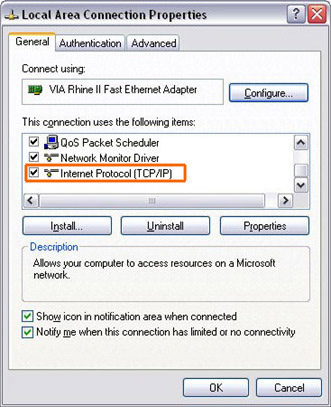 Local Area Connection Properties
General
Authentication
Advanced
Connect using:
VIA Rhine II Fast Ethernet Adapter
Configure...
This connection uses the following items:
QoS Packet Scheduler
Network Monitor Driver
Internet Protocol (TCP/IP)
Install...
Uninstall
Properties
Description
Allows your computer to access resources on a Microsoft
network.
Show icon in notification area when connected
Notify me when this connection has limited or no connectivity
OK
Cancel